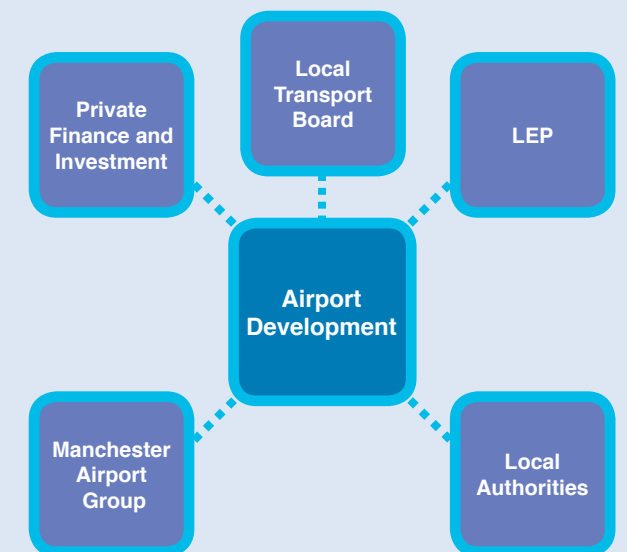 Private
Finance and
Investment
Local
Transport
Board
LEP
Airport
Development
Manchester
Airport
Group
Local
Authorities